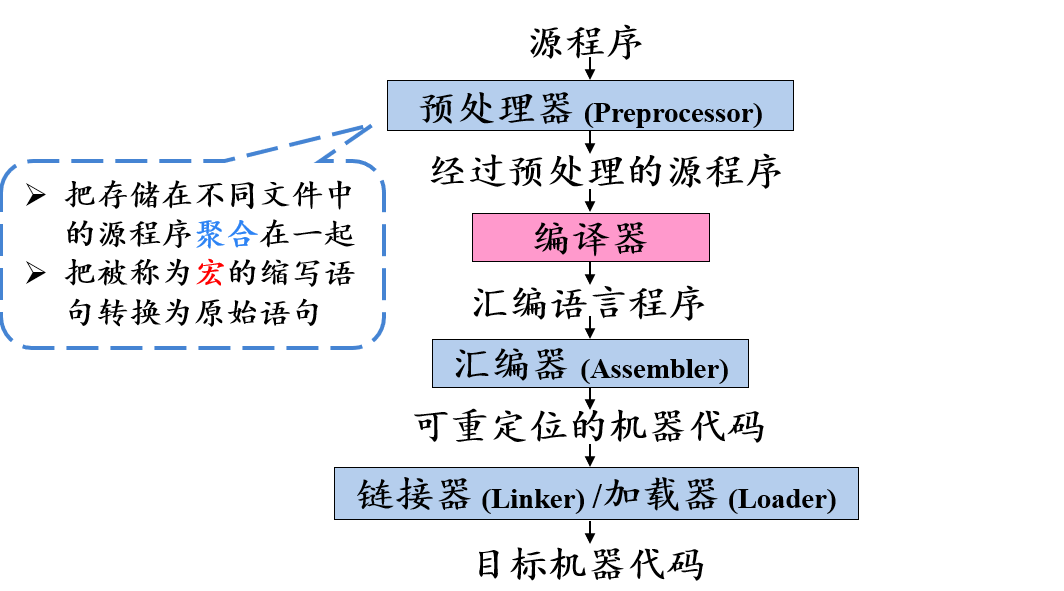 源程序
预处理器 (Preprocessor)
经过预处理的源程序
➢ 把存储在不同文件中
的源程序聚合在一起
➢ 把被称为宏的缩写语
句转换为原始语句
编译器
汇编语言程序
汇编器 (Assembler)
可重定位的机器代码
链接器 (Linker) /加载器 (Loader)
目标机器代码